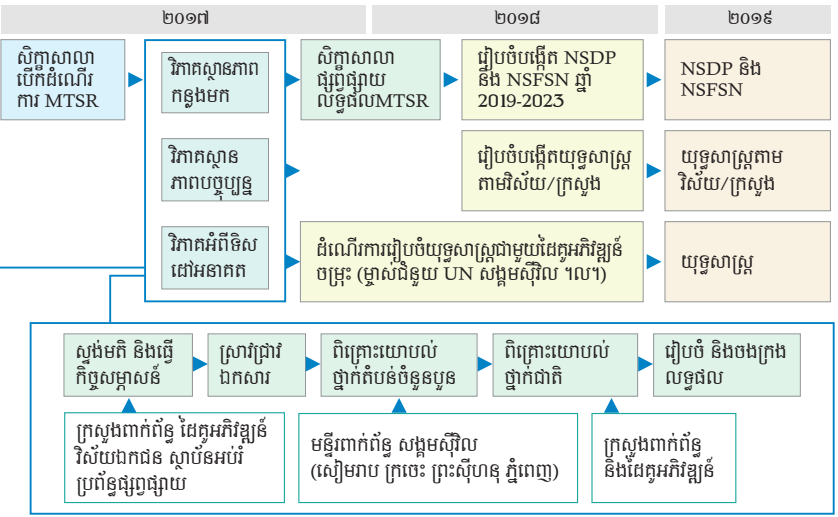 ២០១៧
២០១៨
២០១៩
សិក្ខាសាលា
បើកដំណើរ
ការ MTSR
វិភាគស្ថានភាព
កន្លងមក
សិក្ខាសាលា
ផ្សព្វផ្សាយ
លទ្ធផលMTSR
រៀបចំបង្កើត NSDP
និង NSFSN ឆ្នាំ
2019-2023
NSDP និង
NSFSN
វិភាគស្ថាន
ភាពបច្ចុប្បន្ន
រៀបចំបង្កើតយុទ្ធសាស្ត្រ
តាមវិស័យ/ក្រសួង
យុទ្ធសាស្ត្រតាម
វិស័យ/ក្រសួង
វិភាគអំពីទិស
ដៅអនាគត
ដំណើរការរៀបចំយុទ្ធសាស្ត្រជាមួយដៃគូអភិវឌ្ឍន៍
ចម្រុះ (ម្ចាស់ជំនួយ UN សង្គមស៊ីវិល ។ល។)
យុទ្ធសាស្ត្រ
ស្ទង់មតិ និងធ្វើ
កិច្ចសម្ភាសន៍
ស្រាវជ្រាវ
ឯកសារ
ពិគ្រោះយោបល់
ថ្នាក់តំបន់ចំនួនបួន
ពិគ្រោះយោបល់
ថ្នាក់ជាតិ
រៀបចំ និងចងក្រង
លទ្ធផល
ក្រសួងពាក់ព័ន្ធ ដៃគូអភិវឌ្ឍន៍
វិស័យឯកជន ស្ថាប័នអប់រំ
ប្រព័ន្ធផ្សព្វផ្សាយ
មន្ទីរពាក់ព័ន្ធ សង្គមស៊ីវិល
(សៀមរាប ក្រចេះ ព្រះស៊ីហនុ ភ្នំពេញ)
ក្រសួងពាក់ព័ន្ធ
និងដៃគូអភិវឌ្ឍន៍